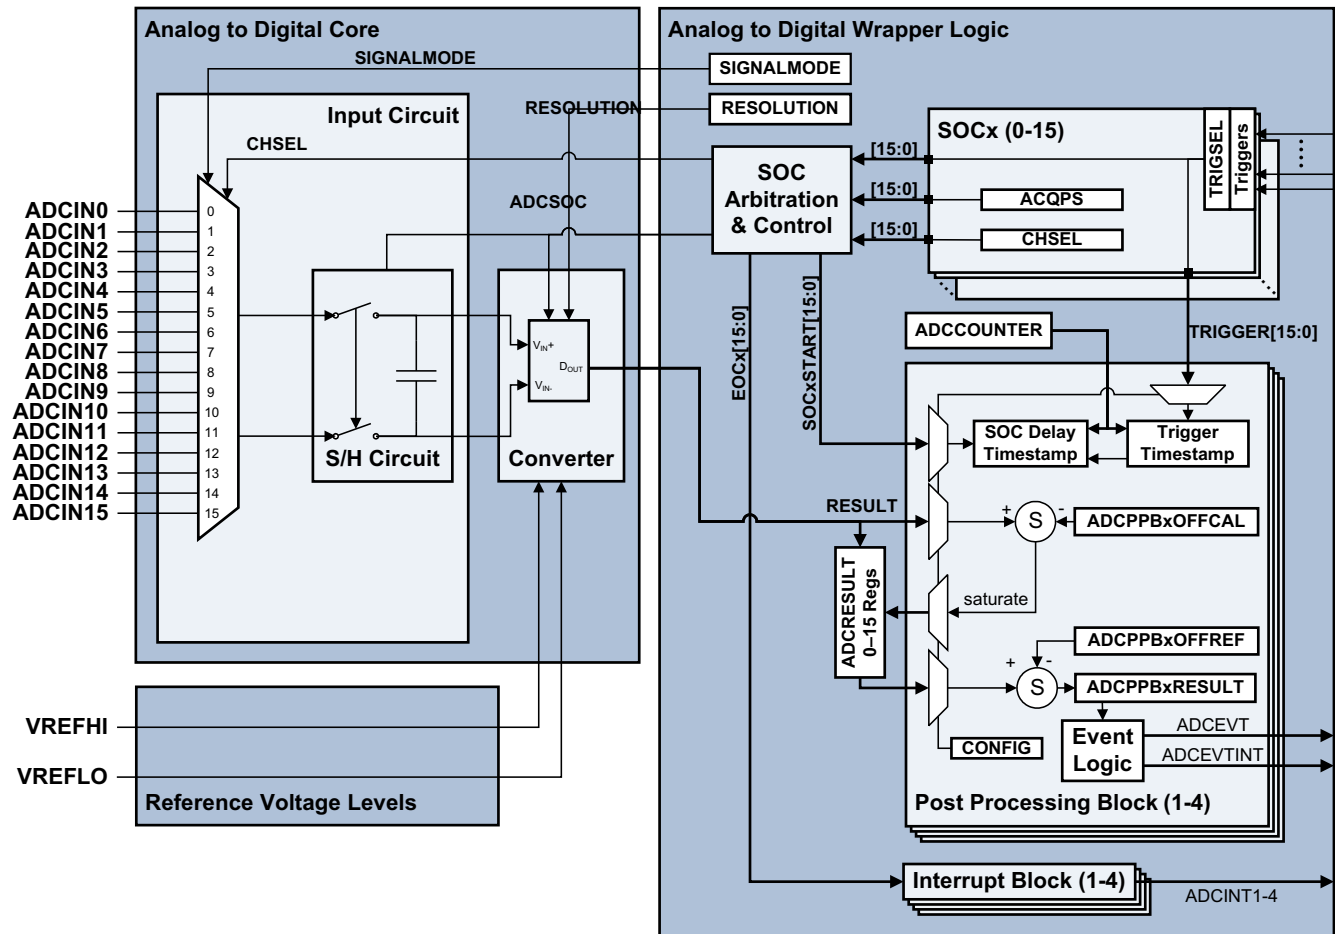 Analog to Digital Core
SIGNALMODE
RESOLUTION
Input Circuit
CHSEL
ADCSOC
ADCIN0
ADCIN1
ADCIN2
ADCIN3
ADCIN4
ADCIN5
ADCIN6
ADCIN7
ADCIN8
ADCIN9
ADCIN10
ADCIN11
ADCIN12
ADCIN13
ADCIN14
ADCIN15
0
1
2
3
4
5
6
7
8
9
10
11
12
13
14
15
S/H Circuit
VIN+
DOUT
VIN-
Converter
VREFHI
VREFLO
Reference Voltage Levels
Analog to Digital Wrapper Logic
SIGNALMODE
RESOLUTION
SOC
Arbitration
& Control
[15:0]
[15:0]
[15:0]
SOCx (0-15)
TRIGSEL
Triggers
ACQPS
CHSEL
EOCx[15:0]
SOCxSTART[15:0]
ADCCOUNTER
TRIGGER[15:0]
SOC Delay
Timestamp
Trigger
Timestamp
RESULT
+
S
-
ADCPPBxOFFCAL
ADCRESULT
0–15 Regs
saturate
ADCPPBxOFFREF
+
-
S
ADCPPBxRESULT
CONFIG
Event
Logic
ADCEVT
ADCEVTINT
Post Processing Block (1-4)
Interrupt Block (1-4)
ADCINT1-4